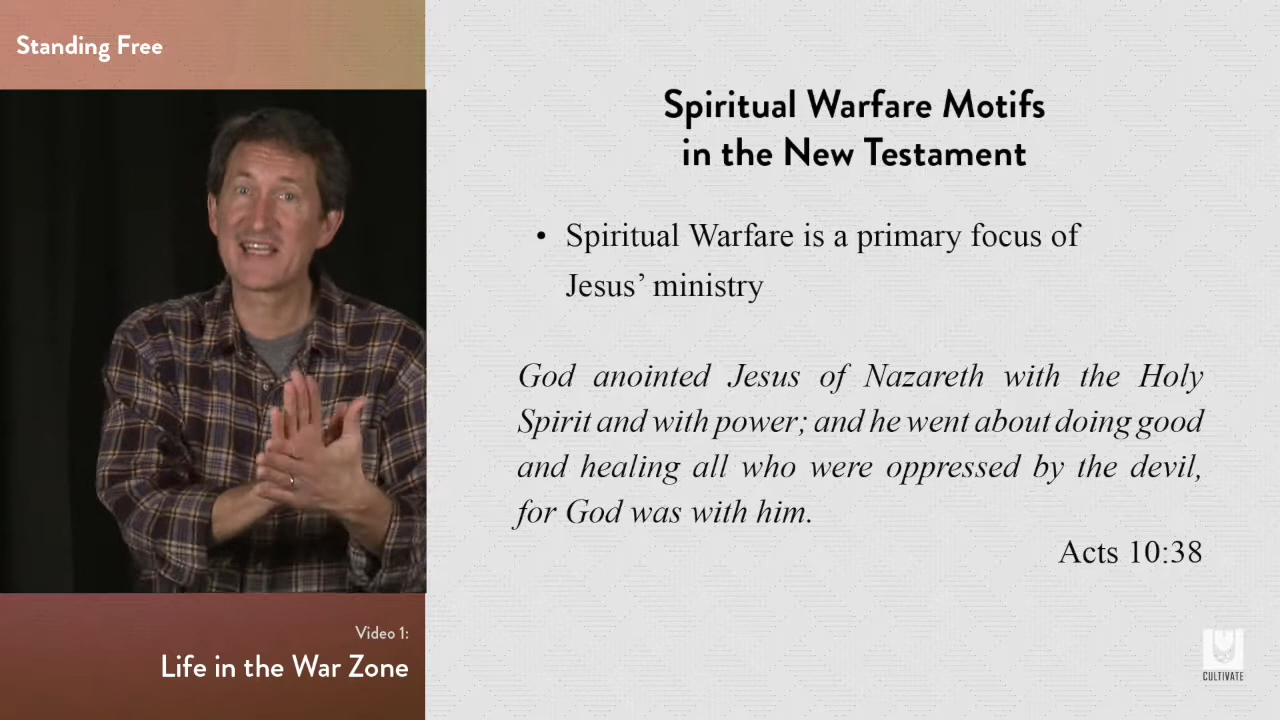 Standing Free
Spiritual Warfare Motifs
in the New Testament
• Spiritual Warfare is a primary focus of
Jesus’ ministry
God anointed Jesus of Nazareth with the Holy
Spirit and with power; and he went about doing good
and healing all who were oppressed by the devil,
for God was with him.
Acts 10:38
Video 1:
Life in the War Zone
CULTIVATE